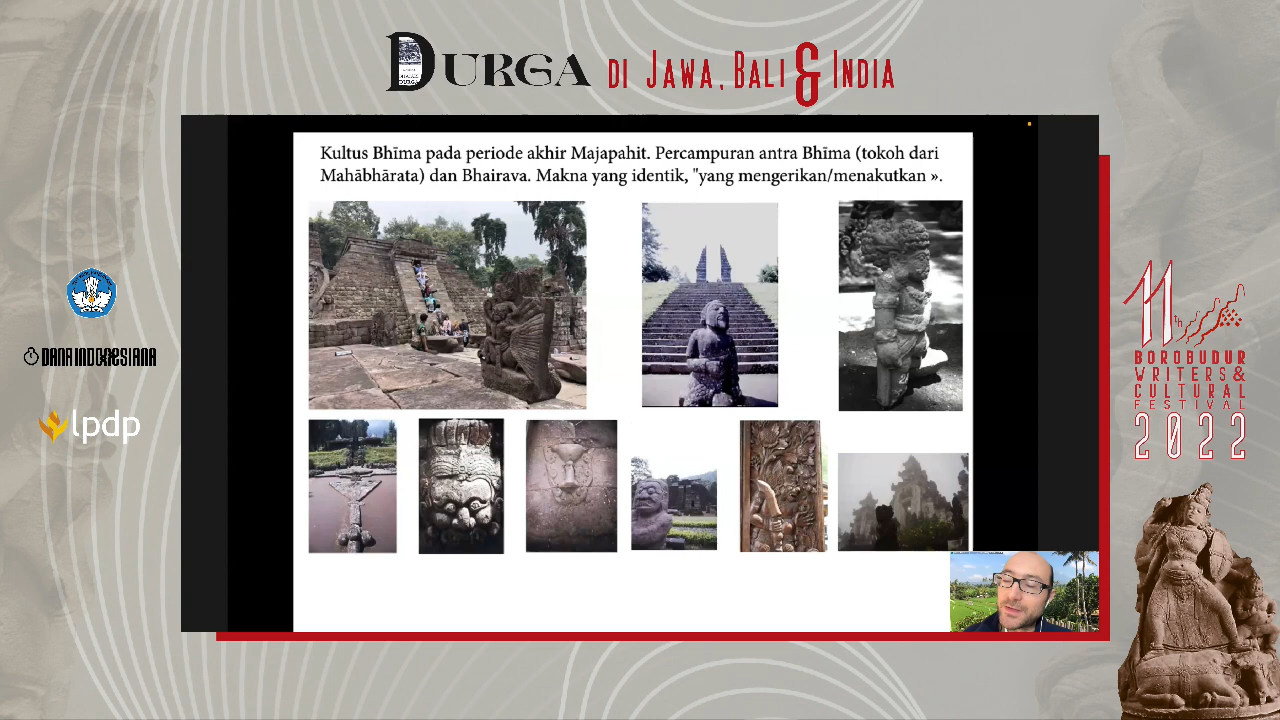 DURGA DI JAWA, BALI & INDIA
Kultus Bhīma pada periode akhir Majapahit. Percampuran antra Bhīma (tokoh dari
Mahābhārata) dan Bhairava. Makna yang identik, "yang mengerikan/menakutkan ».
DANA INDONESIANA
lpdp
11
BOROBUDUR
WRITERS &
CULTURAL
FESTIVAL
2022